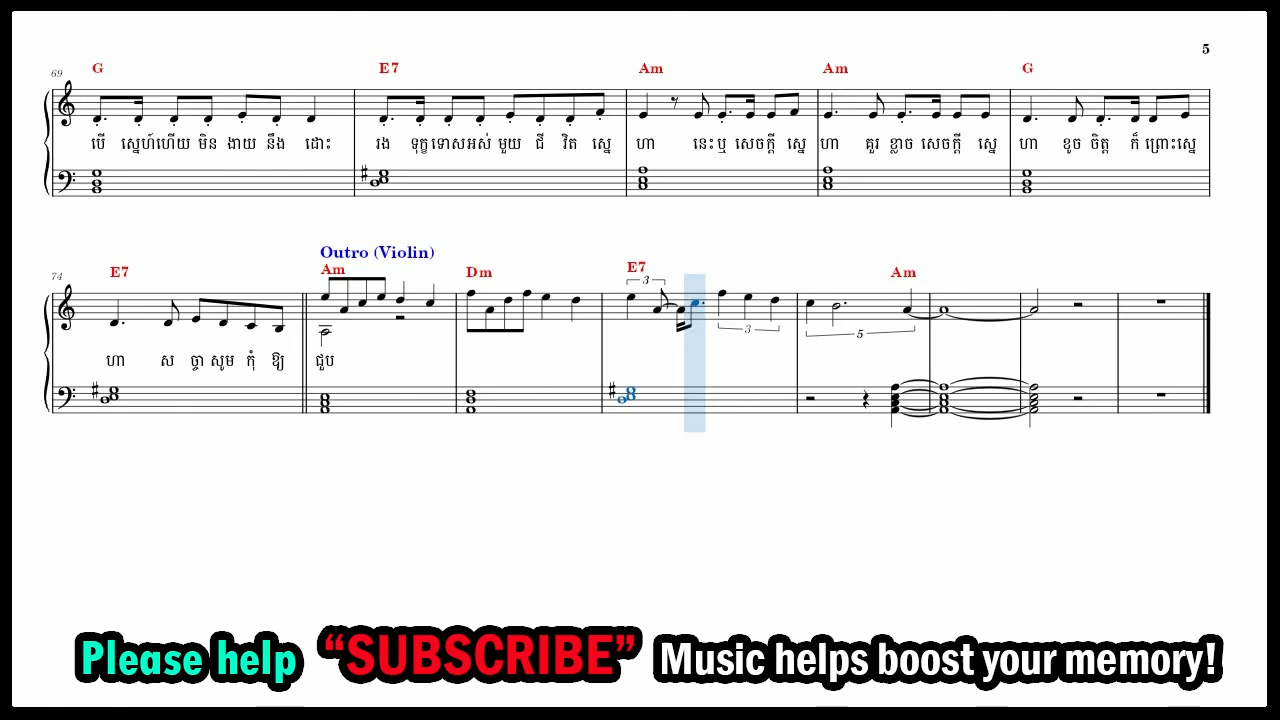 5
69 G E7 Am Am G
បើ ស្នេហ៍ហើយ មិន ងាយ នឹង ដោះ រង ទុក្ខទោសអស់ មួយ ជី វិត ស្នេ ហា នេះឬ សេចក្ដី ស្នេ ហា គួរ ខ្លាច សេចក្ដី ស្នេ ហា ខូច ចិត្ត ក៏ ព្រោះស្នេ
Outro (Violin)
74 E7 Am Dm E7 Am
3 3 5
ហា ស ច្ចា សូម កុំ ឱ្យ ជួប
Please help “SUBSCRIBE” Music helps boost your memory!